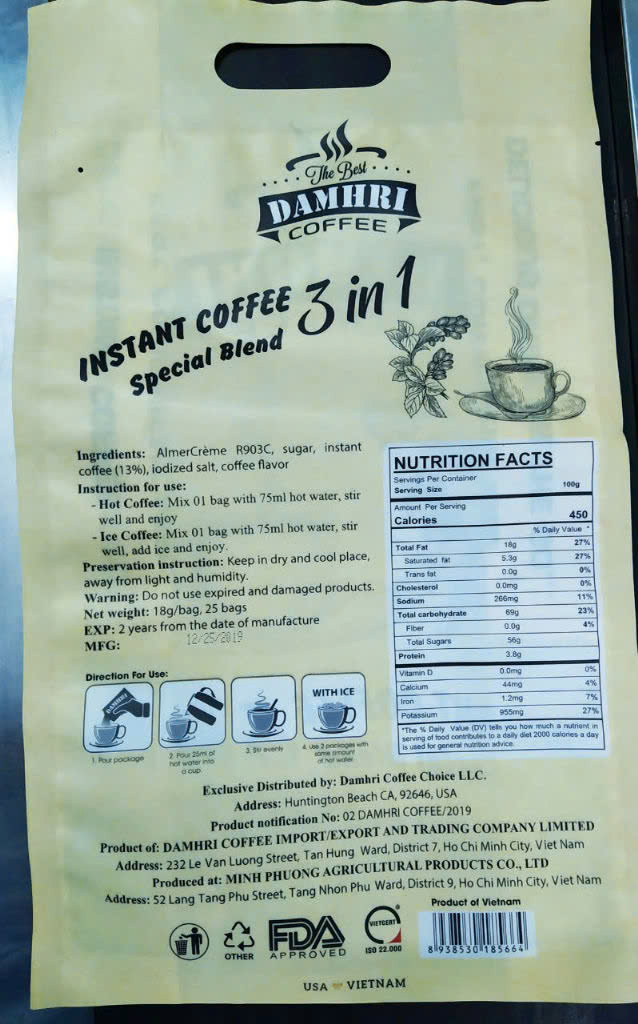 The Best
DAMHRI
COFFEE
INSTANT COFFEE 3 in 1
Special Blend
Ingredients: AlmerCrème R903C, sugar, instant
coffee (13%), iodized salt, coffee flavor
Instruction for use:
- Hot Coffee: Mix 01 bag with 75ml hot water, stir
well and enjoy
- Ice Coffee: Mix 01 bag with 75ml hot water, stir
well, add ice and enjoy.
Preservation instruction: Keep in dry and cool place,
away from light and humidity.
Warning: Do not use expired and damaged products.
Net weight: 18g/bag, 25 bags
EXP: 2 years from the date of manufacture
MFG: 12/25/2019
NUTRITION FACTS
Servings Per Container
Serving Size 100g
Amount Per Serving
Calories 450
% Daily Value *
Total Fat 18g 27%
Saturated fat 5.3g 27%
Trans fat 0.0g 0%
Cholesterol 0.0mg 0%
Sodium 266mg 11%
Total carbohydrate 69g 23%
Fiber 0.0g 4%
Total Sugars 56g
Protein 3.8g
Vitamin D 0.0mg 0%
Calcium 44mg 4%
Iron 1.2mg 7%
Potassium 955mg 27%
*The % Daily Value (DV) tells you how much a nutrient in
serving of food contributes to a daily diet 2000 calories a day
is used for general nutrition advice.
Direction For Use:
DAMHRI
WITH ICE
1. Pour package
2. Pour 25ml of
hot water into
a cup
3. Stir evenly
4. Use 2 packages with
same amount
of hot water
Exclusive Distributed by: Damhri Coffee Choice LLC.
Address: Huntington Beach CA, 92646, USA
Product notification No: 02 DAMHRI COFFEE/2019
Product of: DAMHRI COFFEE IMPORT/EXPORT AND TRADING COMPANY LIMITED
Address: 232 Le Van Luong Street, Tan Hung Ward, District 7, Ho Chi Minh City, Viet Nam
Produced at: MINH PHUONG AGRICULTURAL PRODUCTS CO., LTD
Address: 52 Lang Tang Phu Street, Tang Nhon Phu Ward, District 9, Ho Chi Minh City, Viet Nam
Product of Vietnam
OTHER
FDA
APPROVED
VIETCERT
ISO 22.000
8 938530 185664
USA VIETNAM